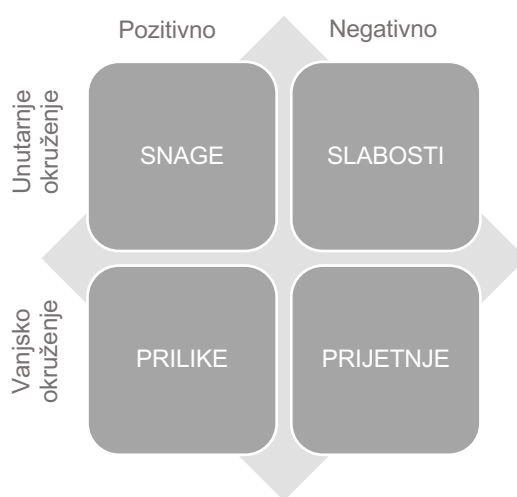 Pozitivno
Negativno
Unutarnje
okruženje
SNAGE
SLABOSTI
Vanjsko
okruženje
PRILIKE
PRIJETNJE